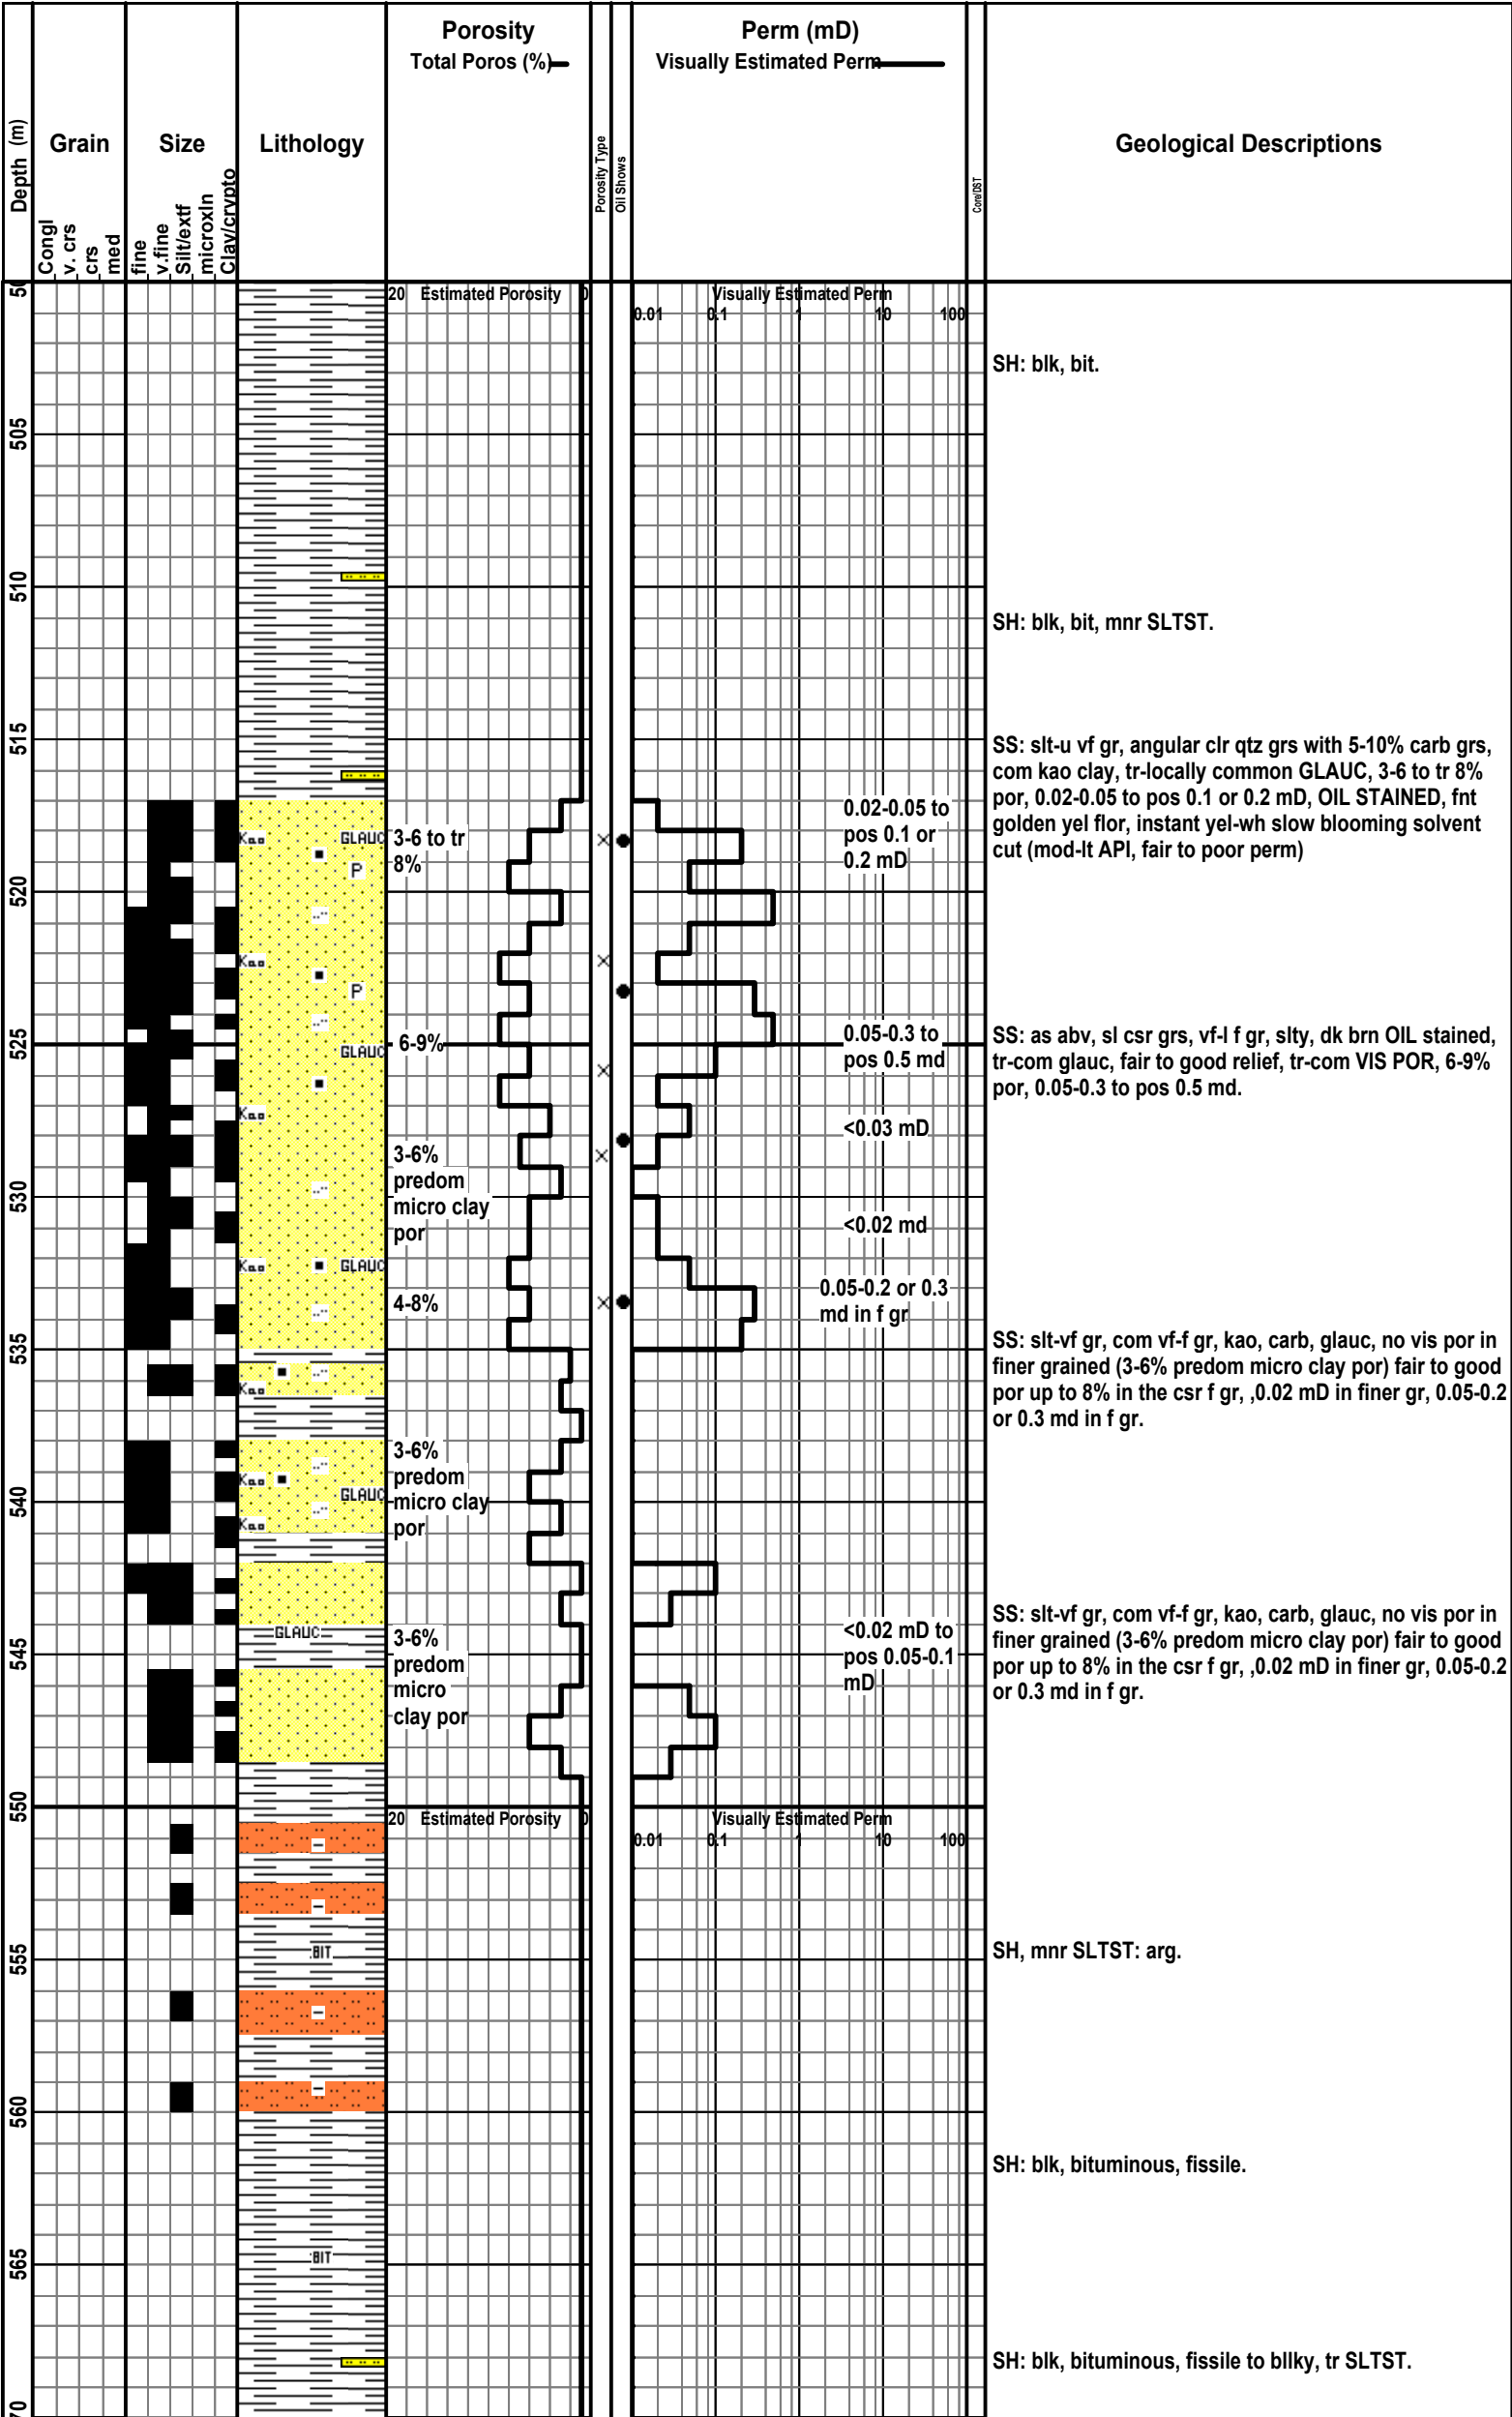 Porosity
Total Poros (%)
Perm (mD)
Visually Estimated Perm
Depth (m)
Grain
Size
Lithology
Porosity Type
Oil Shows
Core/DST
Geological Descriptions
Congl
v. crs
crs
med
fine
v.fine
Silt/extf
microxln
Clay/crypto
20 Estimated Porosity 0
Visually Estimated Perm
0.01 0.1 1 10 100
SH: blk, bit.
505
510
SH: blk, bit, mnr SLTST.
515
SS: slt-u vf gr, angular clr qtz grs with 5-10% carb grs,
com kao clay, tr-locally common GLAUC, 3-6 to tr 8%
por, 0.02-0.05 to pos 0.1 or 0.2 mD, OIL STAINED, fnt
golden yel flor, instant yel-wh slow blooming solvent
cut (mod-lt API, fair to poor perm)
Kao
GLAUC
P
3-6 to tr
8%
0.02-0.05 to
pos 0.1 or
0.2 mD
520
Kao
P
525
GLAUC
6-9%
0.05-0.3 to
pos 0.5 md
SS: as abv, sl csr grs, vf-l f gr, slty, dk brn OIL stained,
tr-com glauc, fair to good relief, tr-com VIS POR, 6-9%
por, 0.05-0.3 to pos 0.5 md.
Kao
<0.03 mD
3-6%
predom
micro clay
por
530
<0.02 md
Kao
GLAUC
4-8%
0.05-0.2 or 0.3
md in f gr
535
SS: slt-vf gr, com vf-f gr, kao, carb, glauc, no vis por in
finer grained (3-6% predom micro clay por) fair to good
por up to 8% in the csr f gr, ,0.02 mD in finer gr, 0.05-0.2
or 0.3 md in f gr.
Kao
3-6%
predom
micro clay
por
Kao
GLAUC
540
Kao
GLAUC
545
3-6%
predom
micro
clay por
<0.02 mD to
pos 0.05-0.1
mD
SS: slt-vf gr, com vf-f gr, kao, carb, glauc, no vis por in
finer grained (3-6% predom micro clay por) fair to good
por up to 8% in the csr f gr, ,0.02 mD in finer gr, 0.05-0.2
or 0.3 md in f gr.
550
20 Estimated Porosity 0
Visually Estimated Perm
0.01 0.1 1 10 100
BIT
555
SH, mnr SLTST: arg.
560
SH: blk, bituminous, fissile.
565
BIT
SH: blk, bituminous, fissile to bllky, tr SLTST.